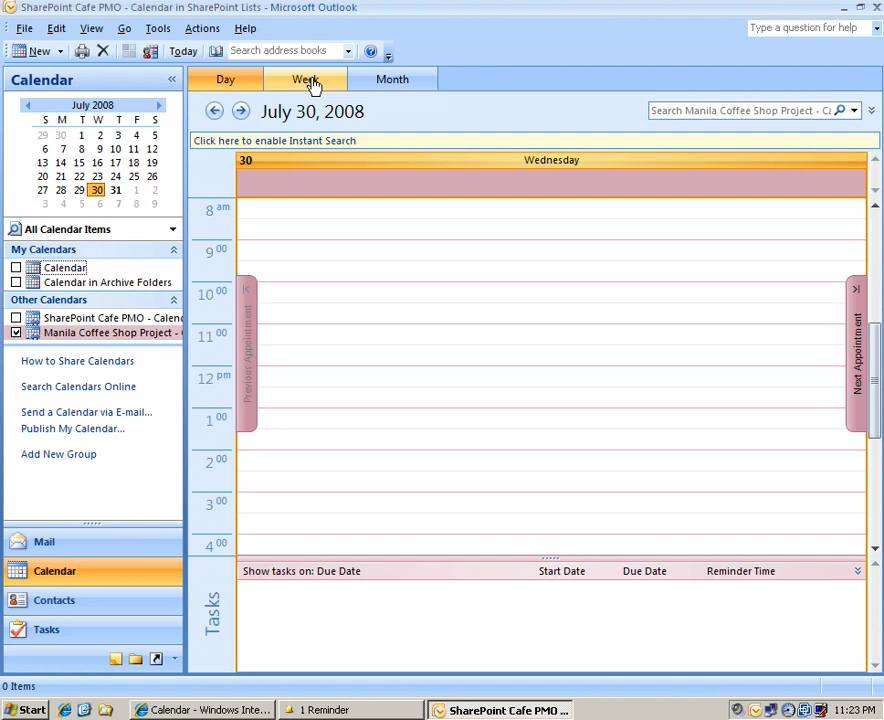 SharePoint Cafe PMO - Calendar in SharePoint Lists - Microsoft Outlook
File Edit View Go Tools Actions Help
Type a question for help
New Today Search address books
Calendar «
Day Week Month
July 2008
S M T W T F S
29 30 1 2 3 4 5
6 7 8 9 10 11 12
13 14 15 16 17 18 19
20 21 22 23 24 25 26
27 28 29 30 31 1 2
3 4 5 6 7 8 9
July 30, 2008
Search Manila Coffee Shop Project - Ca
Click here to enable Instant Search
30 Wednesday
All Calendar Items
My Calendars
Calendar
Calendar in Archive Folders
Other Calendars
SharePoint Cafe PMO - Calend
Manila Coffee Shop Project - C
How to Share Calendars
Search Calendars Online
Send a Calendar via E-mail...
Publish My Calendar...
Add New Group
8 am
9 00
10 00
11 00
12 pm
1 00
2 00
3 00
4 00
Previous Appointment
Next Appointment
Show tasks on: Due Date Start Date Due Date Reminder Time
Tasks
Mail
Calendar
Contacts
Tasks
0 Items
Start Calendar - Windows Inte... 1 Reminder SharePoint Cafe PMO ... 11:23 PM